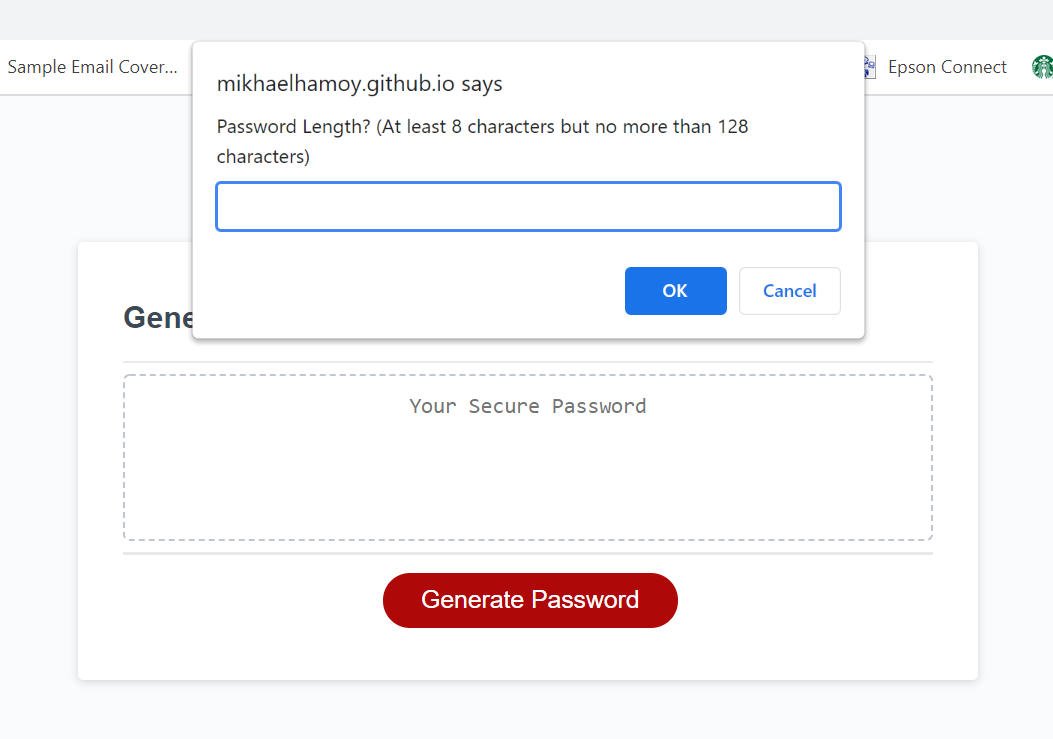 Sample Email Cover...
Epson Connect
mikhaelhamoy.github.io says
Password Length? (At least 8 characters but no more than 128
characters)
OK
Cancel
Gene
Your Secure Password
Generate Password